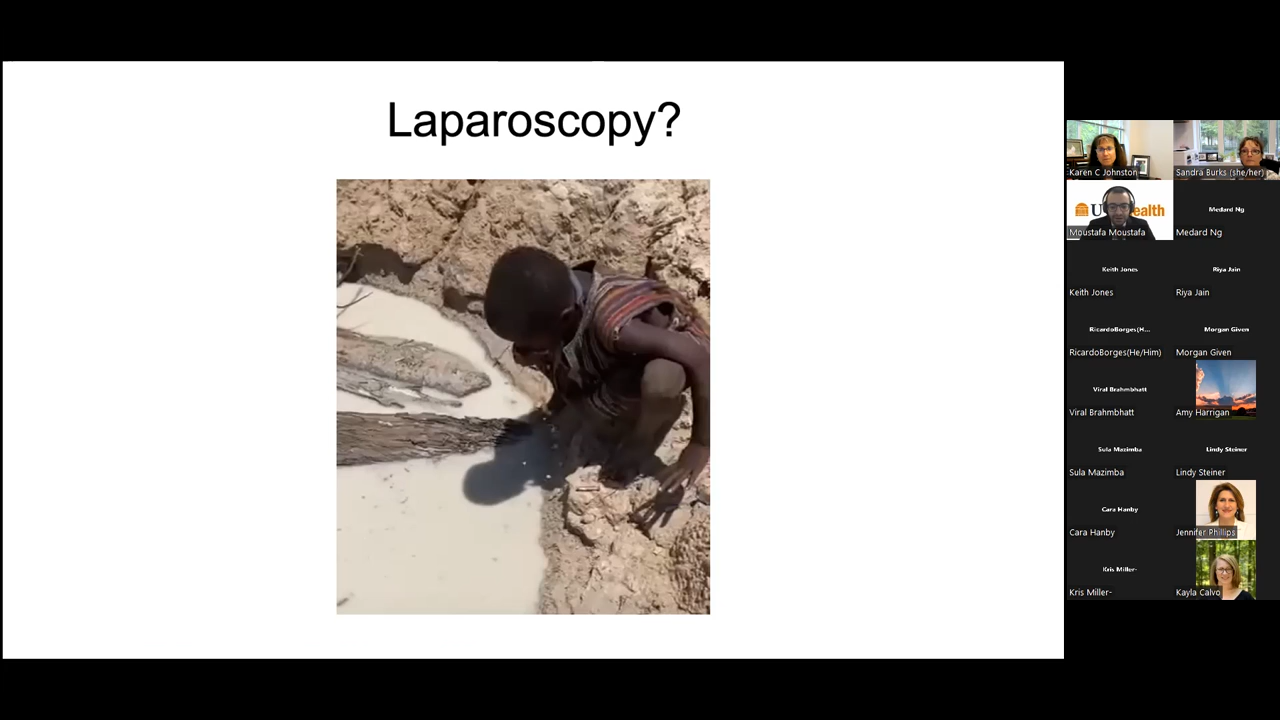 Laparoscopy?
Karen C Johnston
Sandra Burks (she/her)
U
ealth
Moustafa Moustafa
Medard Ng
Medard Ng
Keith Jones
Riya Jain
Keith Jones
Riya Jain
RicardoBorges(H...
Morgan Given
RicardoBorges(He/Him)
Morgan Given
Viral Brahmbhatt
Viral Brahmbhatt
Amy Harrigan
Sula Mazimba
Lindy Steiner
Sula Mazimba
Lindy Steiner
Cara Hanby
Cara Hanby
Jennifer Phillips
Kris Miller-
Kris Miller-
Kayla Calvo